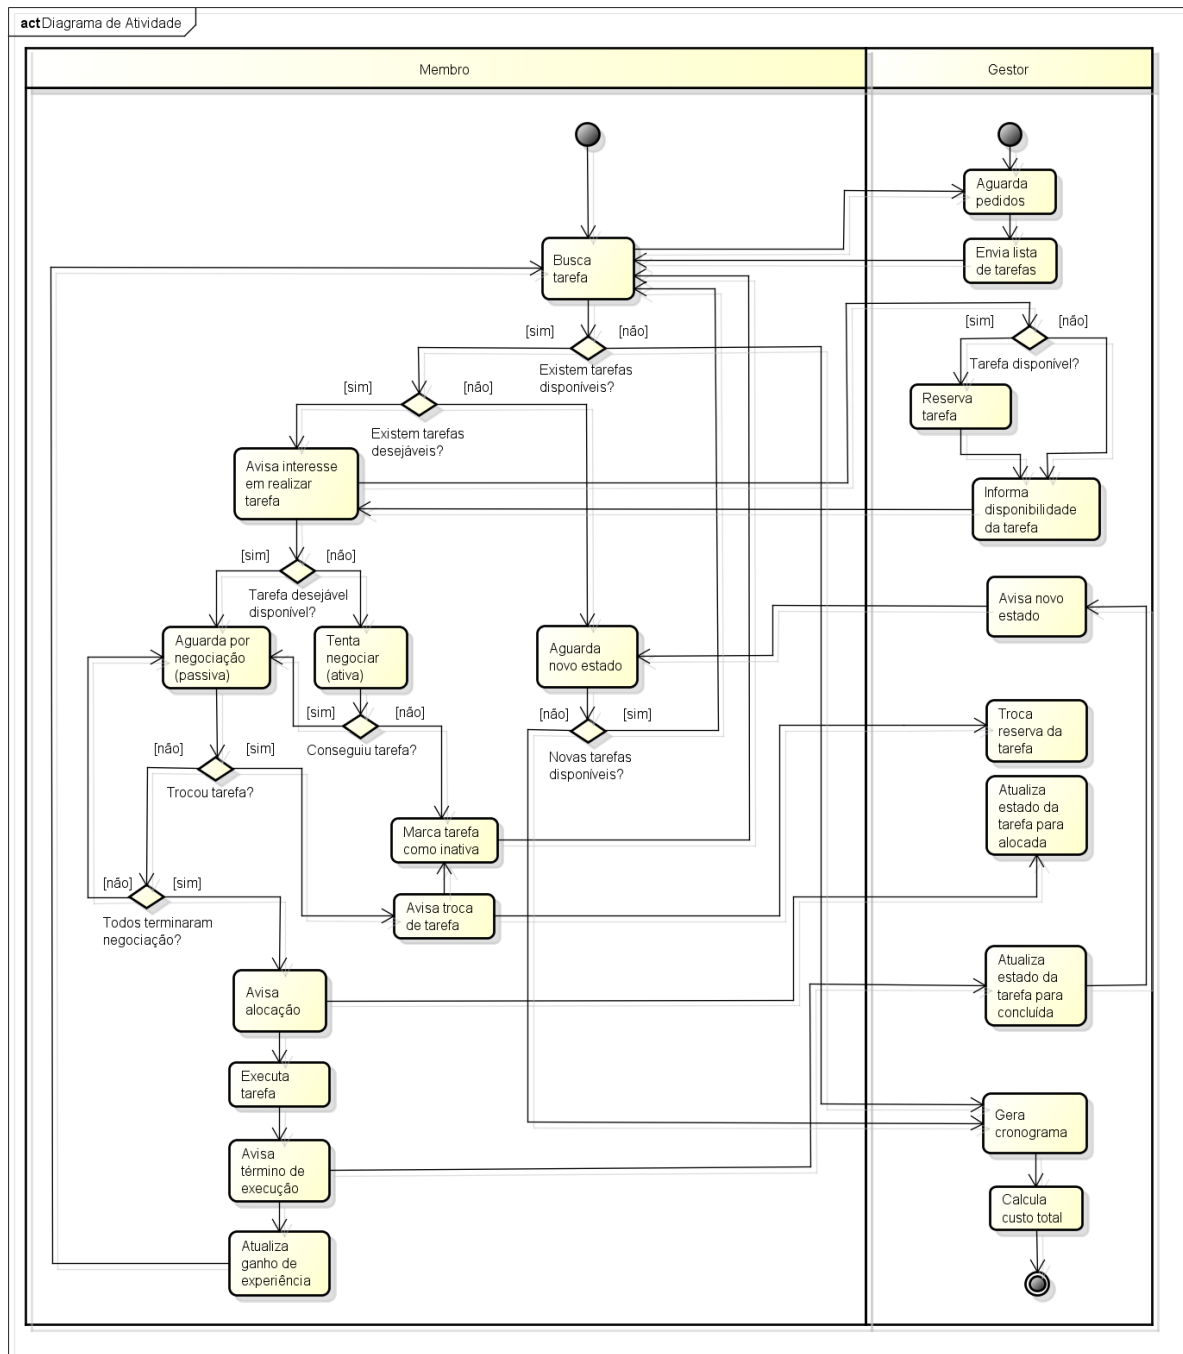 act Diagrama de Atividade
Membro
Gestor
Aguarda
pedidos
Envia lista
de tarefas
Busca
tarefa
[sim]
[não]
Existem tarefas
disponíveis?
[sim]
[não]
Tarefa disponível?
[sim]
[não]
Existem tarefas
desejáveis?
Reserva
tarefa
Avisa interesse
em realizar
tarefa
Informa
disponibilidade
da tarefa
[sim]
[não]
Tarefa desejável
disponível?
Avisa novo
estado
Aguarda por
negociação
(passiva)
Tenta
negociar
(ativa)
Aguarda
novo estado
[sim]
[não]
Conseguiu tarefa?
[não]
[sim]
Novas tarefas
disponíveis?
Troca
reserva da
tarefa
[não]
[sim]
Trocou tarefa?
Atualiza
estado da
tarefa para
alocada
Marca tarefa
como inativa
[não]
[sim]
Todos terminaram
negociação?
Avisa troca
de tarefa
Avisa
alocação
Atualiza
estado da
tarefa para
concluída
Executa
tarefa
Gera
cronograma
Avisa
término de
execução
Calcula
custo total
Atualiza
ganho de
experiência